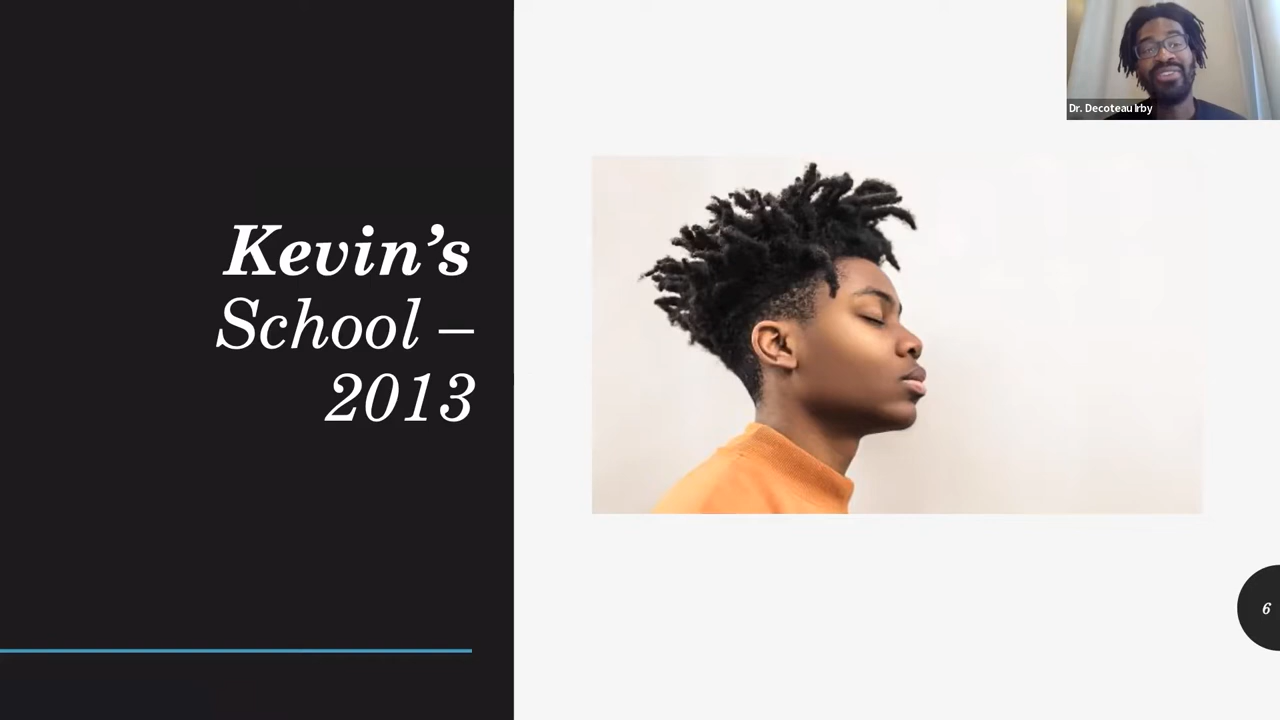 Dr. Decoteau Irby
Kevin’s
School –
2013
6